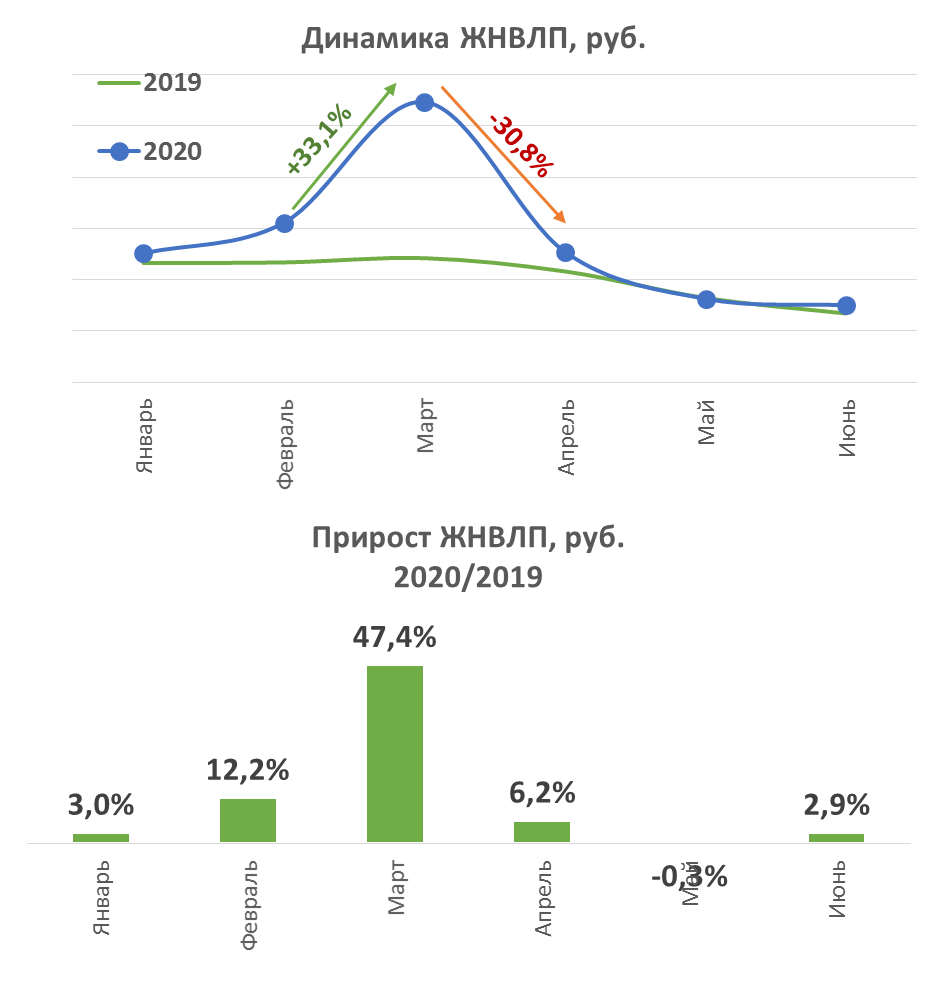 Динамика ЖНВЛП, руб.
2019
2020
+33,1%
-30,8%
Январь
Февраль
Март
Апрель
Май
Июнь
Прирост ЖНВЛП, руб.
2020/2019
3,0%
12,2%
47,4%
6,2%
-0,3%
2,9%
Январь
Февраль
Март
Апрель
Май
Июнь